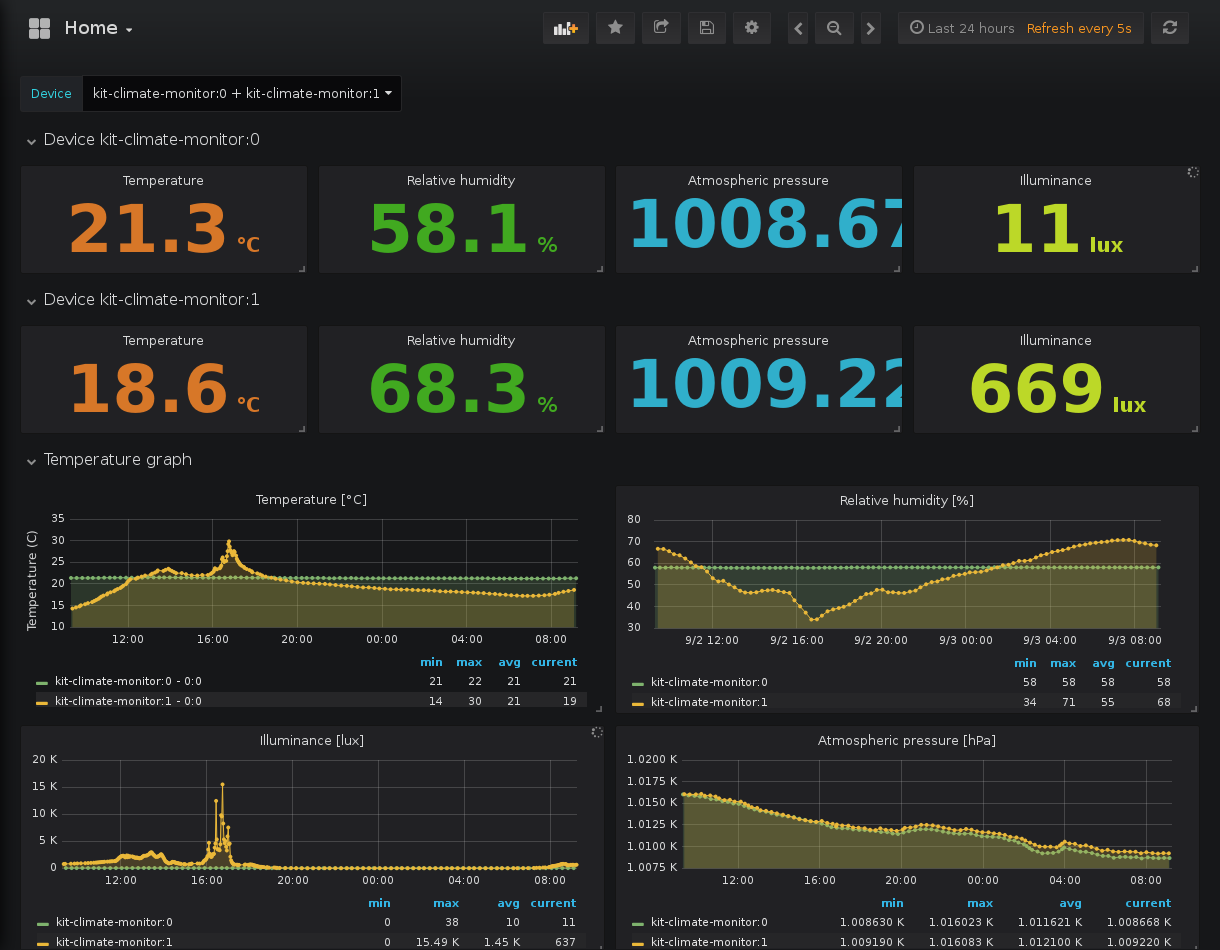 Home
Last 24 hours Refresh every 5s
Device kit-climate-monitor:0 + kit-climate-monitor:1
Device kit-climate-monitor:0
Temperature Relative humidity Atmospheric pressure Illuminance
21.3 °C 58.1 % 1008.67 11 lux
Device kit-climate-monitor:1
Temperature Relative humidity Atmospheric pressure Illuminance
18.6 °C 68.3 % 1009.22 669 lux
Temperature graph
Temperature [°C]
Temperature (C)
35
30
25
20
15
10
12:00 16:00 20:00 00:00 04:00 08:00
min max avg current
kit-climate-monitor:0 - 0:0 21 22 21 21
kit-climate-monitor:1 - 0:0 14 30 21 19
Relative humidity [%]
80
70
60
50
40
30
9/2 12:00 9/2 16:00 9/2 20:00 9/3 00:00 9/3 04:00 9/3 08:00
min max avg current
kit-climate-monitor:0 58 58 58 58
kit-climate-monitor:1 34 71 55 68
Illuminance [lux]
20 K
15 K
10 K
5 K
0
12:00 16:00 20:00 00:00 04:00 08:00
min max avg current
kit-climate-monitor:0 0 38 10 11
kit-climate-monitor:1 0 15.49 K 1.45 K 637
Atmospheric pressure [hPa]
1.0200 K
1.0175 K
1.0150 K
1.0125 K
1.0100 K
1.0075 K
12:00 16:00 20:00 00:00 04:00 08:00
min max avg current
kit-climate-monitor:0 1.008630 K 1.016023 K 1.011621 K 1.008668 K
kit-climate-monitor:1 1.009190 K 1.016083 K 1.012100 K 1.009220 K